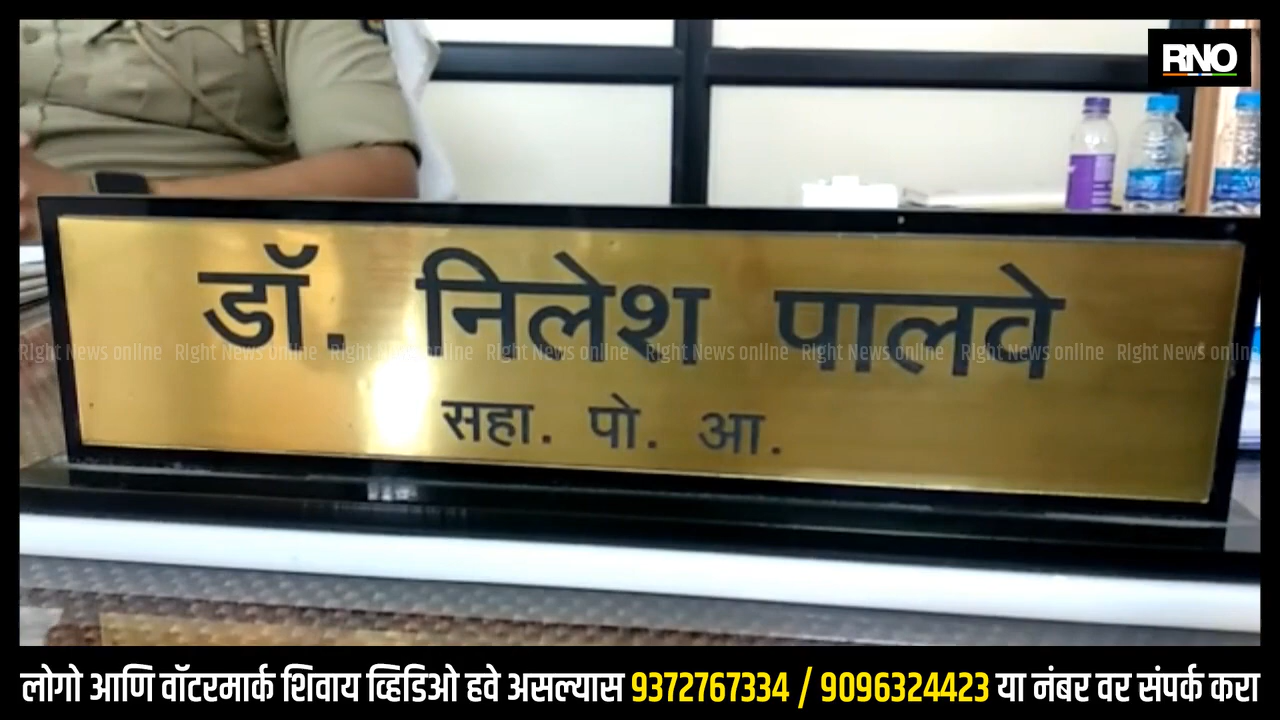 RNO
डॉ. निलेश पालवे
Right News online Right News online Right News online Right News online Right News online Right News online Right News online Right News online
सहा. पो. आ.
लोगो आणि वॉटरमार्क शिवाय व्हिडिओ हवे असल्यास 9372767334 / 9096324423 या नंबर वर संपर्क करा